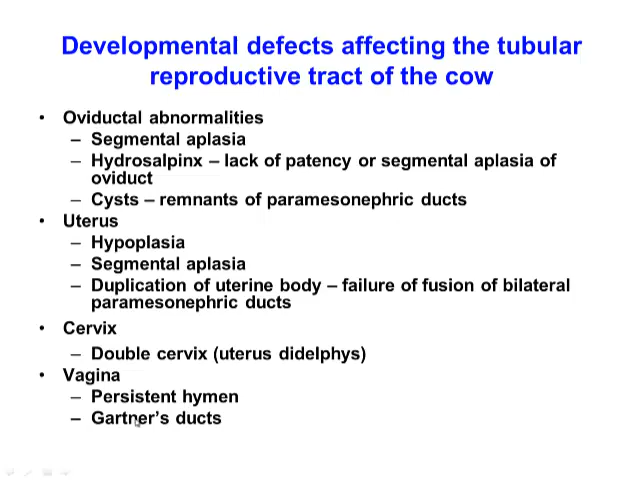 Developmental defects affecting the tubular
reproductive tract of the cow
• Oviductal abnormalities
– Segmental aplasia
– Hydrosalpinx – lack of patency or segmental aplasia of
oviduct
– Cysts – remnants of paramesonephric ducts
• Uterus
– Hypoplasia
– Segmental aplasia
– Duplication of uterine body – failure of fusion of bilateral
paramesonephric ducts
• Cervix
– Double cervix (uterus didelphys)
• Vagina
– Persistent hymen
– Gartner’s ducts